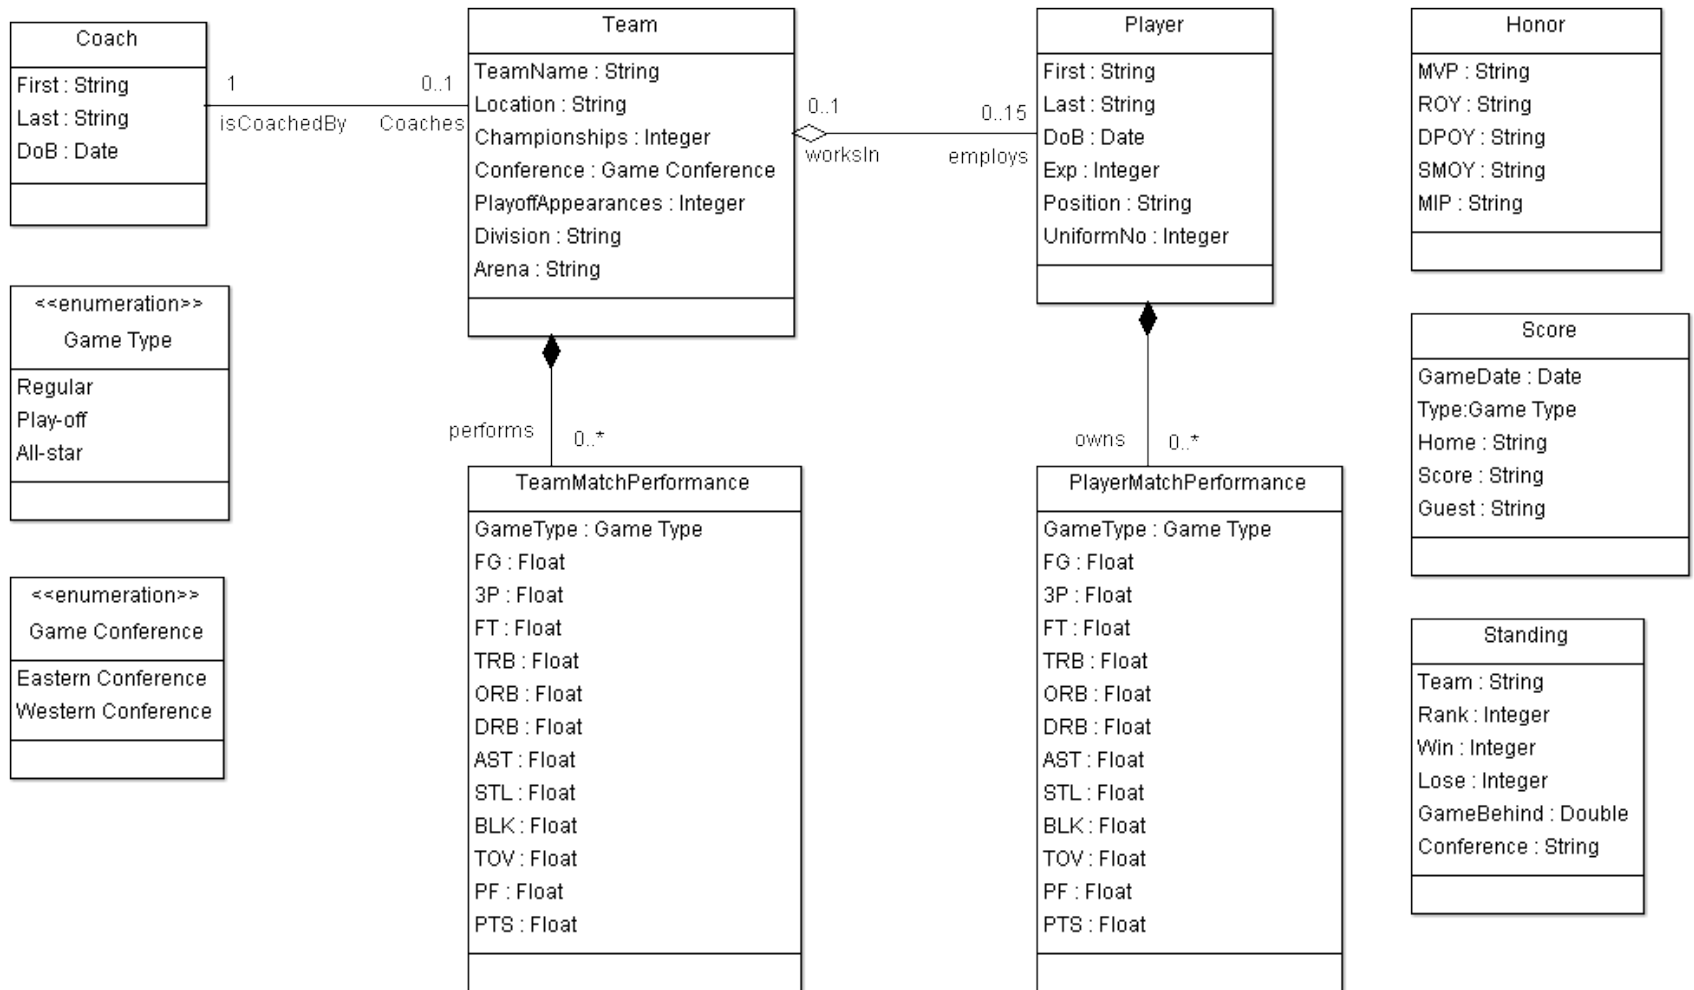 Coach
First : String
Last : String
DoB : Date
1
0..1
isCoachedBy
Coaches
Team
TeamName : String
Location : String
Championships : Integer
Conference : Game Conference
PlayoffAppearances : Integer
Division : String
Arena : String
0..1
0..15
worksIn
employs
Player
First : String
Last : String
DoB : Date
Exp : Integer
Position : String
UniformNo : Integer
Honor
MVP : String
ROY : String
DPOY : String
SMOY : String
MIP : String
<<enumeration>>
Game Type
Regular
Play-off
All-star
performs
0..*
owns
0..*
Score
GameDate : Date
Type:Game Type
Home : String
Score : String
Guest : String
<<enumeration>>
Game Conference
Eastern Conference
Western Conference
TeamMatchPerformance
GameType : Game Type
FG : Float
3P : Float
FT : Float
TRB : Float
ORB : Float
DRB : Float
AST : Float
STL : Float
BLK : Float
TOV : Float
PF : Float
PTS : Float
PlayerMatchPerformance
GameType : Game Type
FG : Float
3P : Float
FT : Float
TRB : Float
ORB : Float
DRB : Float
AST : Float
STL : Float
BLK : Float
TOV : Float
PF : Float
PTS : Float
Standing
Team : String
Rank : Integer
Win : Integer
Lose : Integer
GameBehind : Double
Conference : String